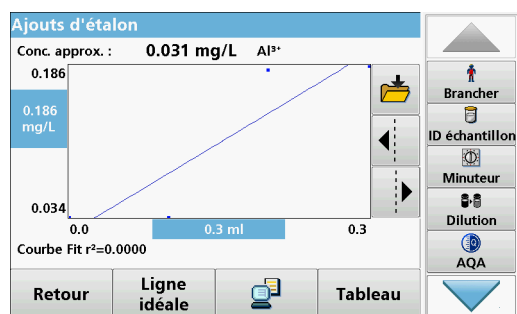 Ajouts d'étalon
Conc. approx. : 0.031 mg/L Al³⁺
0.186
0.186
mg/L
0.034
0.0 0.3 ml 0.3
Courbe Fit r²=0.0000
Retour
Ligne
idéale
Tableau
Brancher
ID échantillon
Minuteur
Dilution
AQA